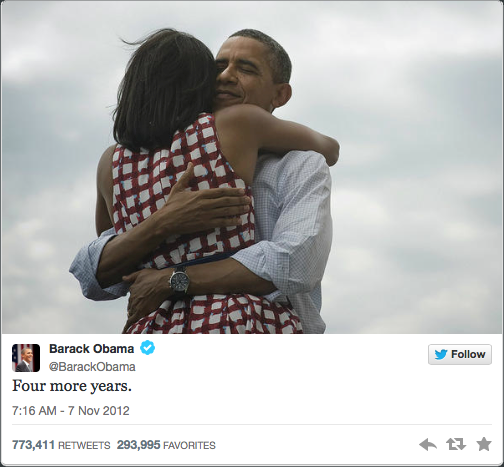 Barack Obama
@BarackObama
Follow
Four more years.
7:16 AM - 7 Nov 2012
773,411 RETWEETS 293,995 FAVORITES